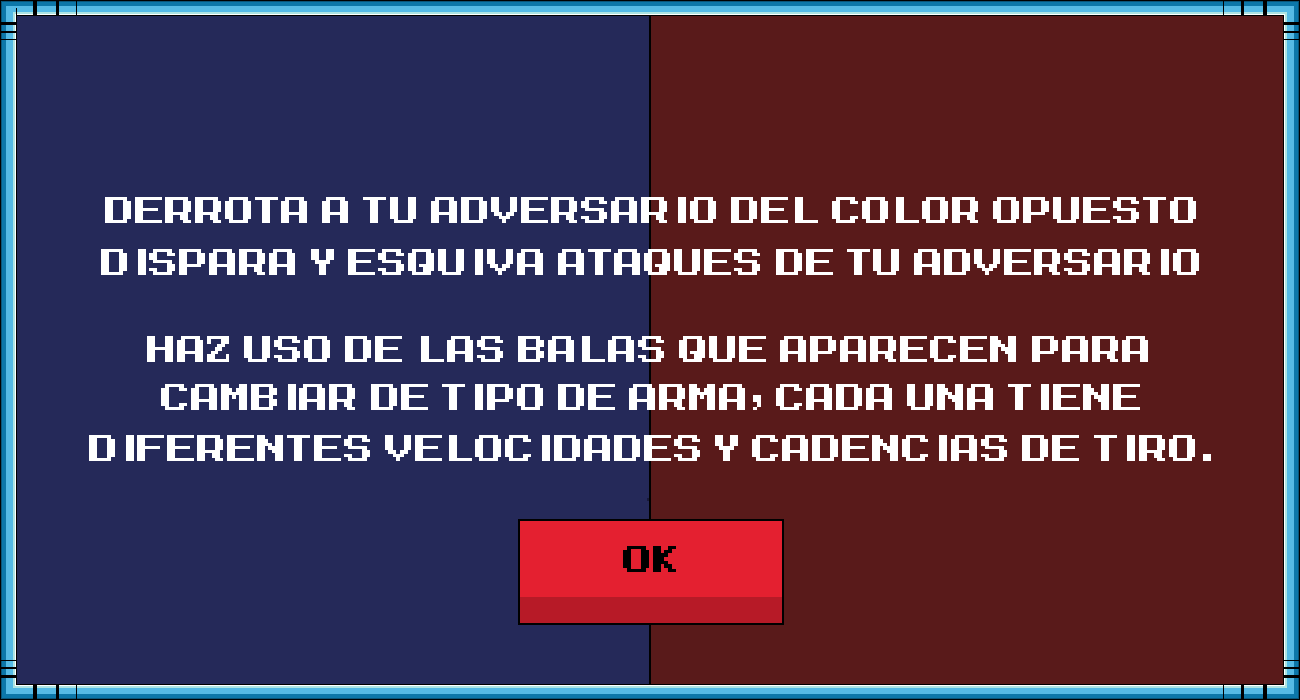 DERROTA A TU ADVERSARIO DEL COLOR OPUESTO
DISPARA Y ESQUIVA ATAQUES DE TU ADVERSARIO
HAZ USO DE LAS BALAS QUE APARECEN PARA
CAMBIAR DE TIPO DE ARMA, CADA UNA TIENE
DIFERENTES VELOCIDADES Y CADENCIAS DE TIRO.
OK